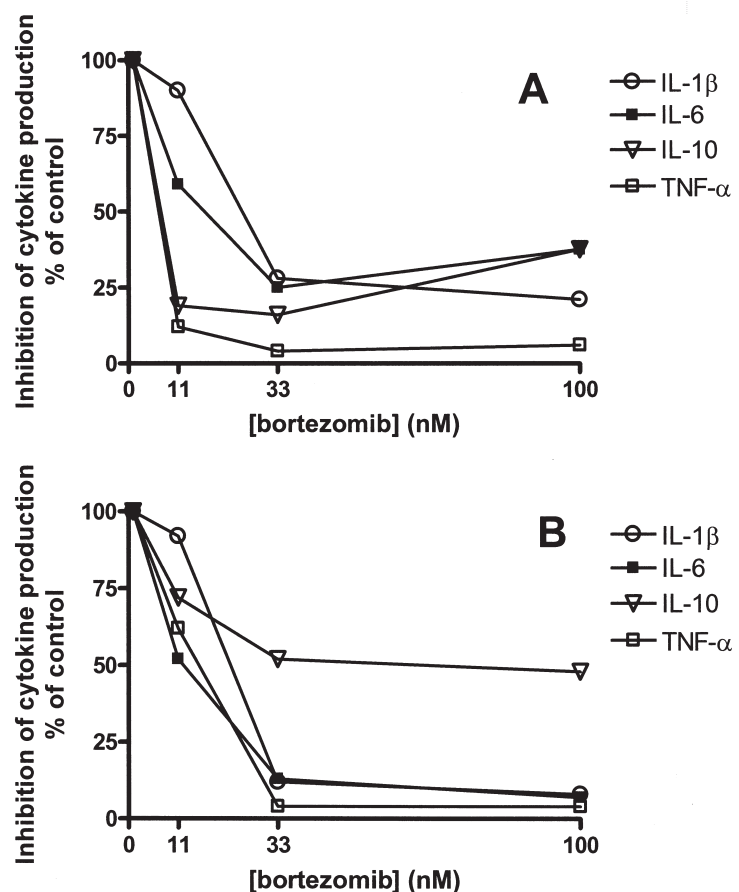 Inhibition of cytokine production
% of control
100
75
50
25
0
0 11 33 100
[bortezomib] (nM)
A
IL-1β
IL-6
IL-10
TNF-α
Inhibition of cytokine production
% of control
100
75
50
25
0
0 11 33 100
[bortezomib] (nM)
B
IL-1β
IL-6
IL-10
TNF-α